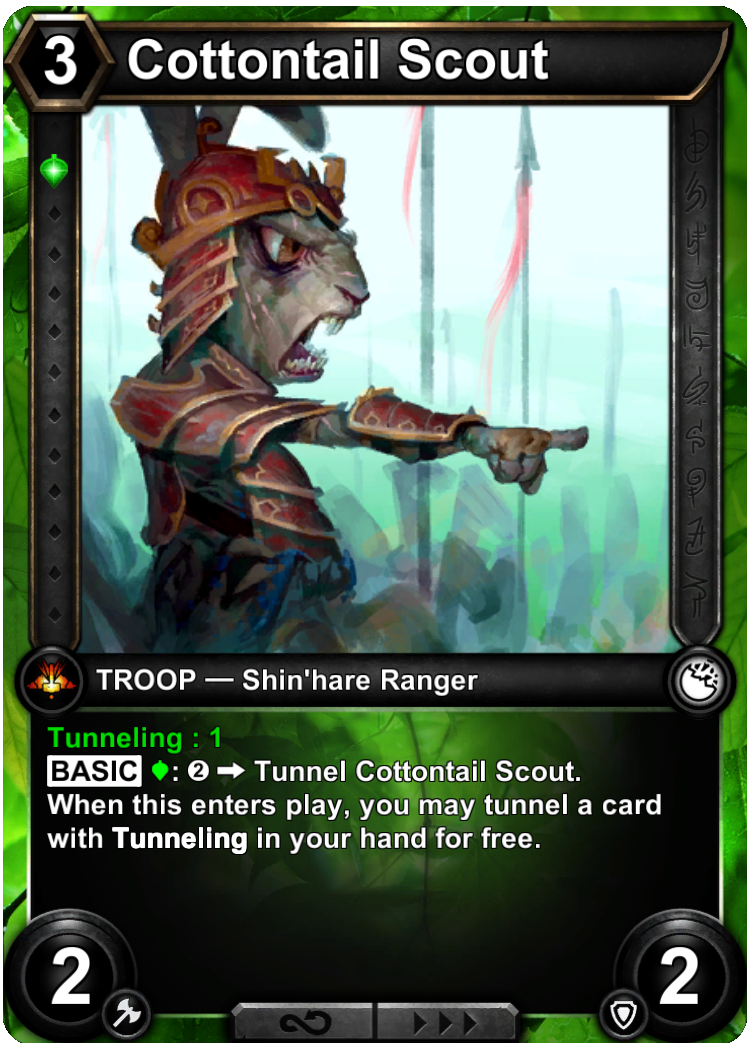 3
Cottontail Scout
TROOP — Shin'hare Ranger
Tunneling : 1
BASIC ♦: ② ➡ Tunnel Cottontail Scout.
When this enters play, you may tunnel a card
with Tunneling in your hand for free.
2
2